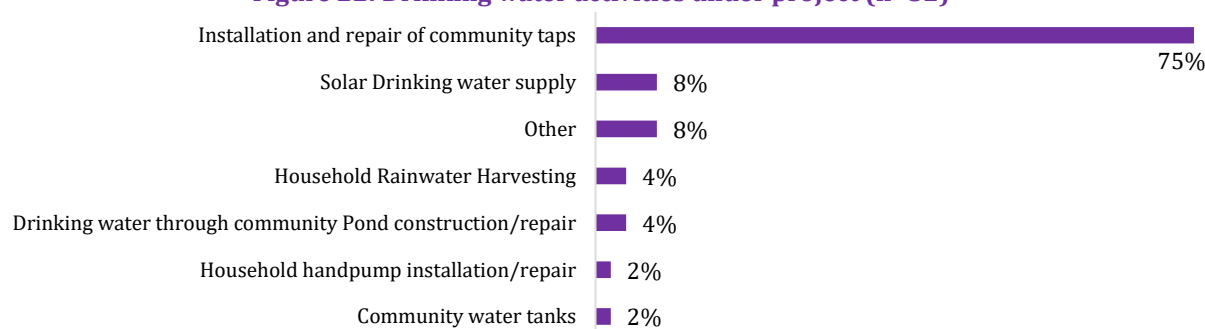 Installation and repair of community taps
75%
Solar Drinking water supply 8%
Other 8%
Household Rainwater Harvesting 4%
Drinking water through community Pond construction/repair 4%
Household handpump installation/repair 2%
Community water tanks 2%